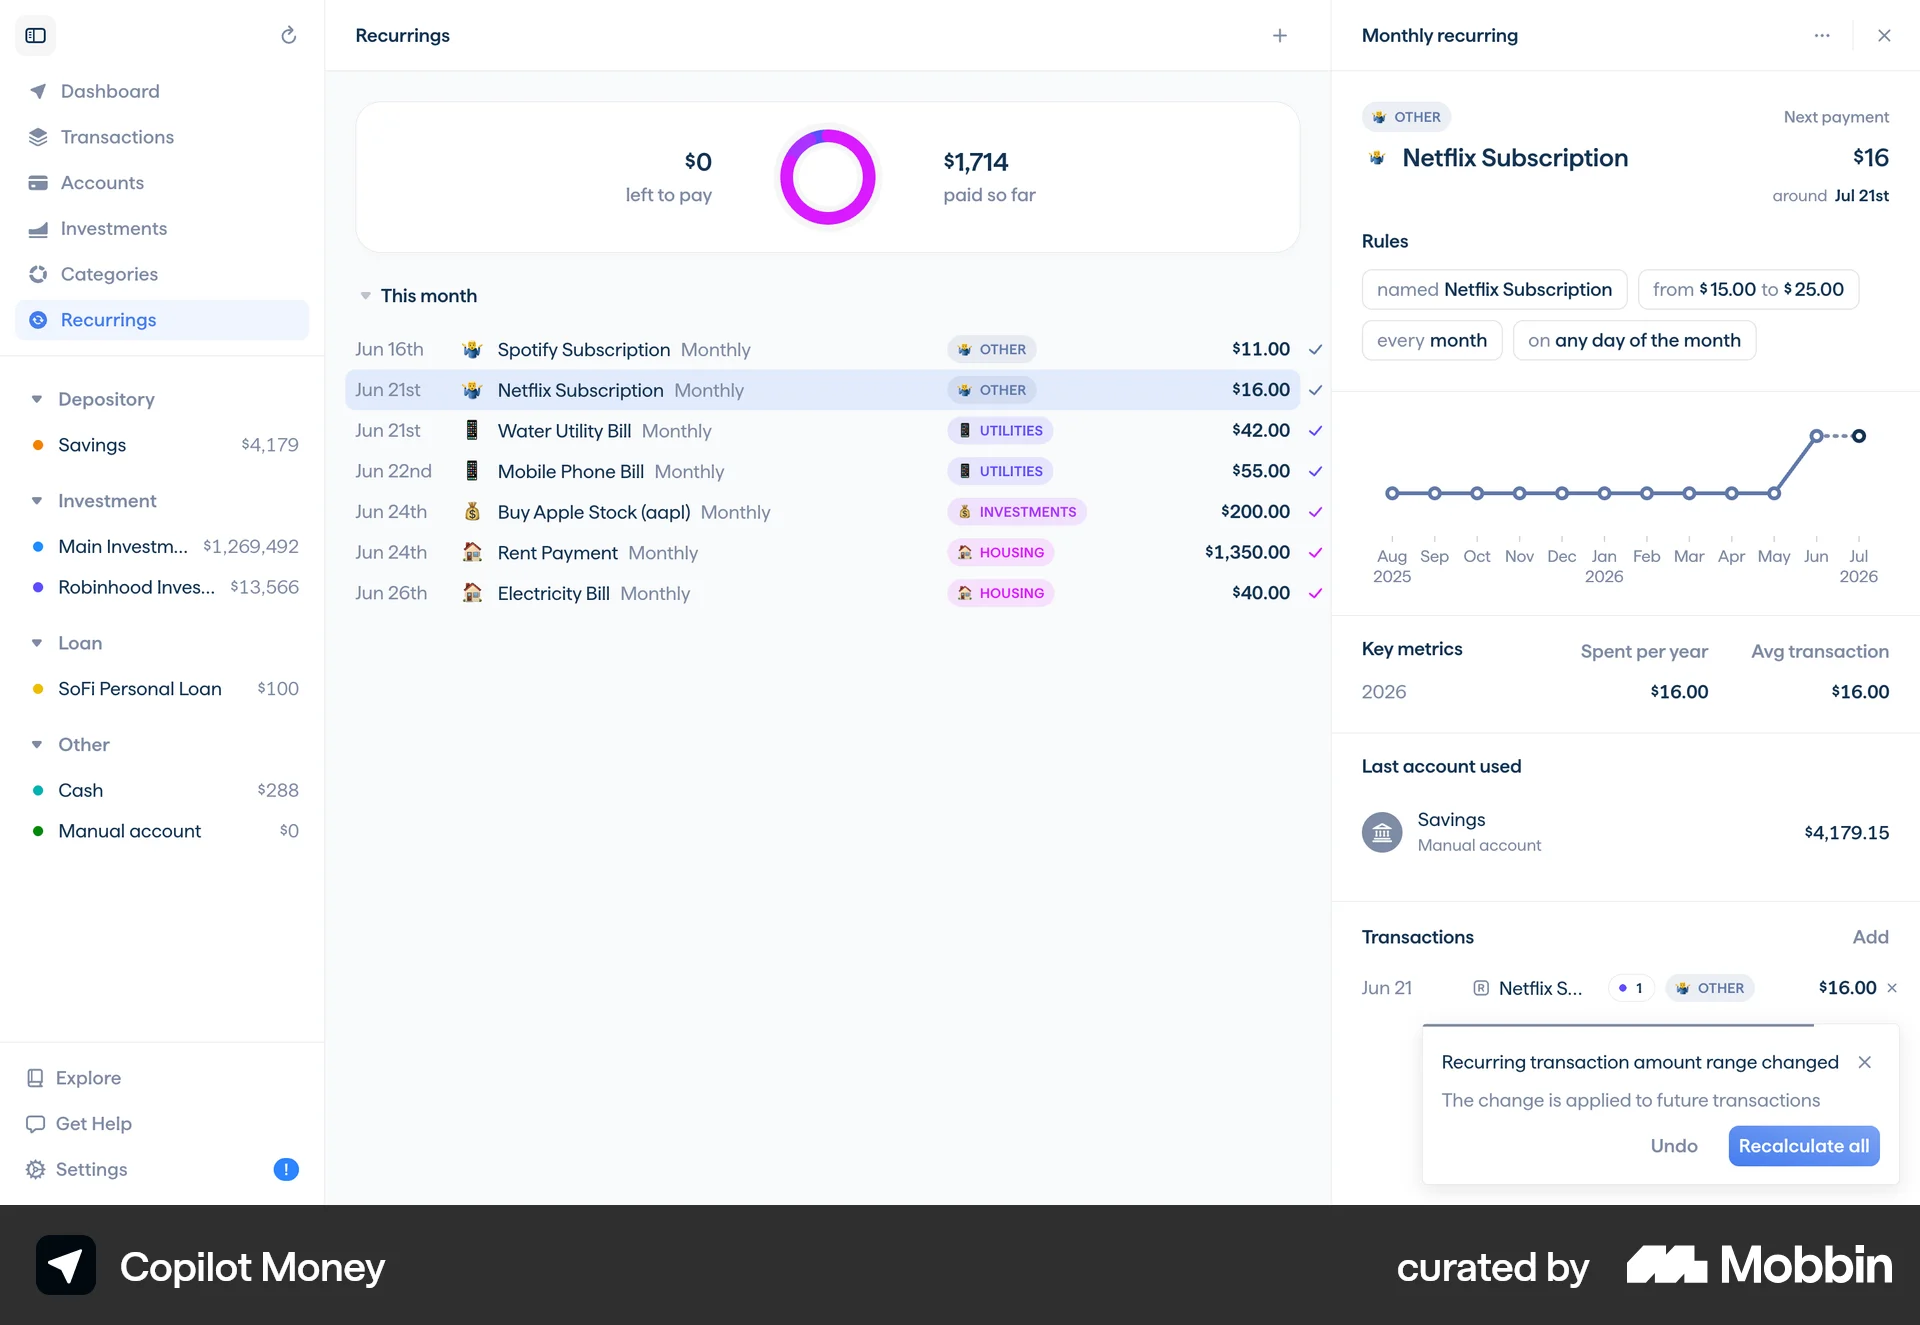 Dashboard
Transactions
Accounts
Investments
Categories
Recurrings
Depository
Savings $4,179
Investment
Main Investm... $1,269,492
Robinhood Inves... $13,566
Loan
SoFi Personal Loan $100
Other
Cash $288
Manual account $0
Explore
Get Help
Settings !
Recurrings
$0
left to pay
$1,714
paid so far
This month
Jun 16th Spotify Subscription Monthly OTHER $11.00
Jun 21st Netflix Subscription Monthly OTHER $16.00
Jun 21st Water Utility Bill Monthly UTILITIES $42.00
Jun 22nd Mobile Phone Bill Monthly UTILITIES $55.00
Jun 24th Buy Apple Stock (aapl) Monthly INVESTMENTS $200.00
Jun 24th Rent Payment Monthly HOUSING $1,350.00
Jun 26th Electricity Bill Monthly HOUSING $40.00
Monthly recurring
OTHER Next payment
Netflix Subscription $16
around Jul 21st
Rules
named Netflix Subscription from $15.00 to $25.00
every month on any day of the month
Aug Sep Oct Nov Dec Jan Feb Mar Apr May Jun Jul
2025 2026 2026
Key metrics Spent per year Avg transaction
2026 $16.00 $16.00
Last account used
Savings
Manual account
$4,179.15
Transactions Add
Jun 21 R Netflix S... 1 OTHER $16.00
Recurring transaction amount range changed
The change is applied to future transactions
Undo Recalculate all
Copilot Money
curated by Mobbin